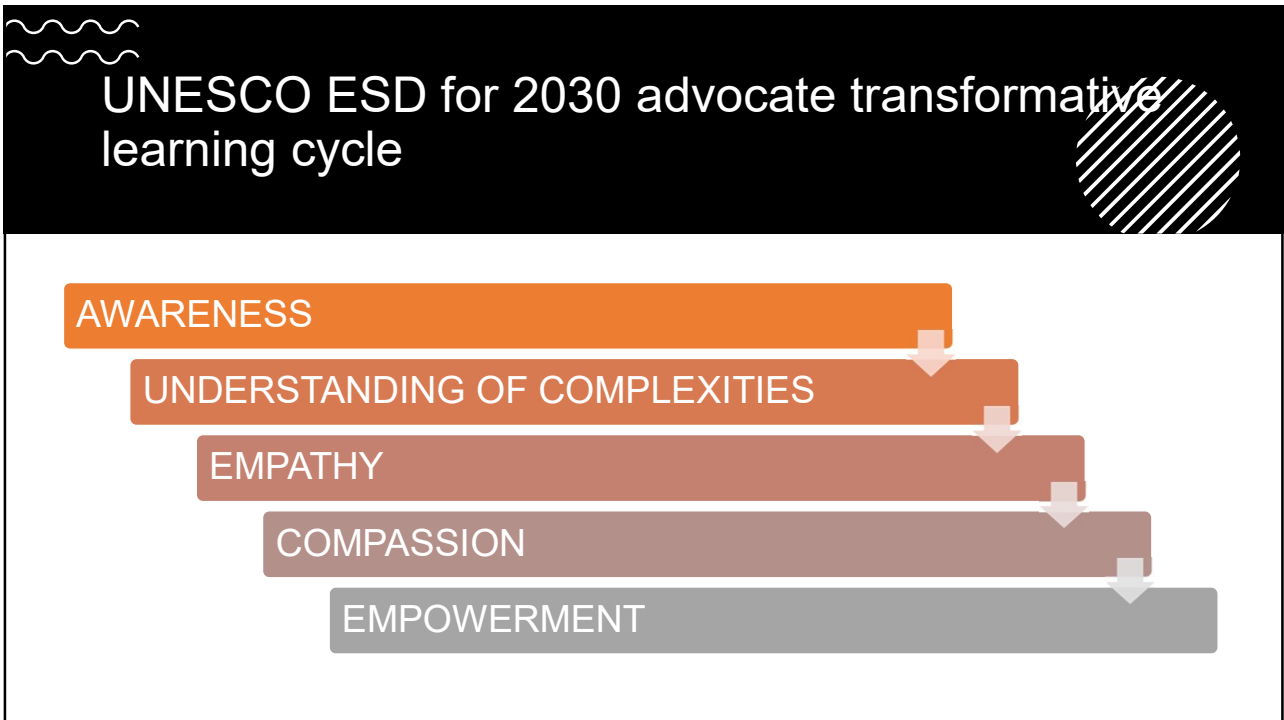 UNESCO ESD for 2030 advocate transformative
learning cycle
AWARENESS
UNDERSTANDING OF COMPLEXITIES
EMPATHY
COMPASSION
EMPOWERMENT